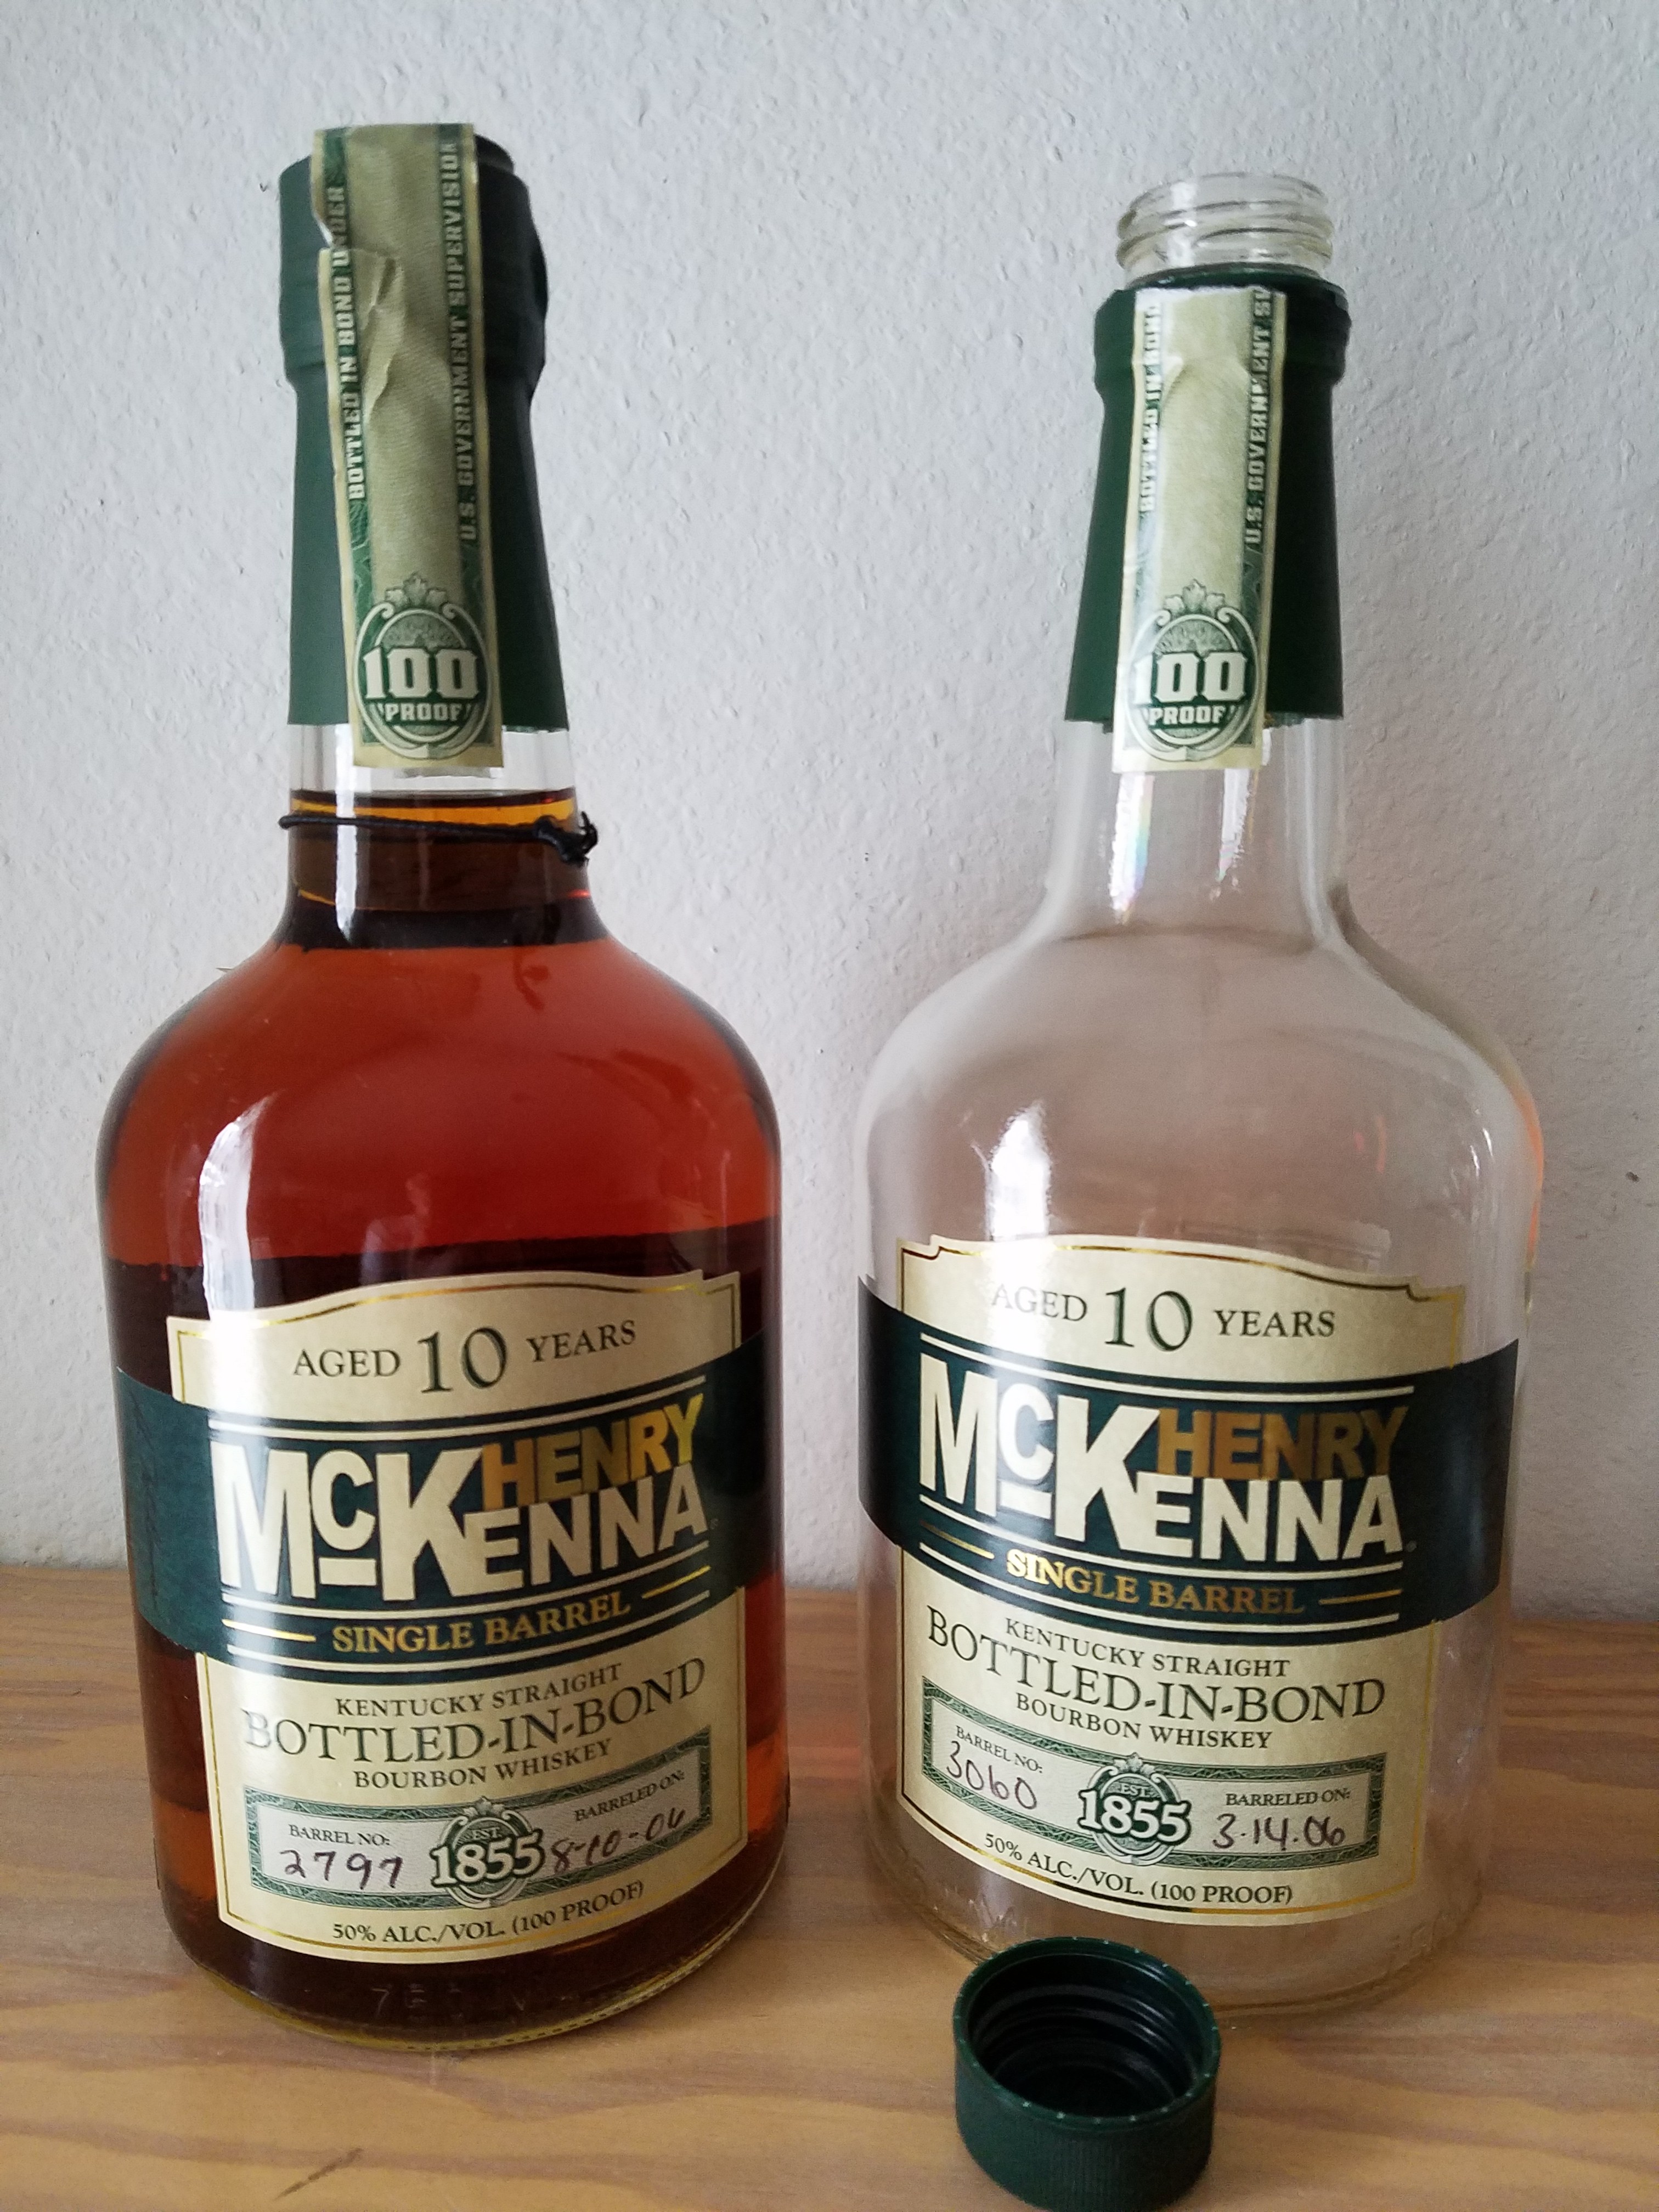 BOTTLED IN BOND UNDER
U.S. GOVERNMENT SUPERVISION
100
PROOF
AGED 10 YEARS
HENRY
McKENNA
SINGLE BARREL
KENTUCKY STRAIGHT
BOTTLED-IN-BOND
BOURBON WHISKEY
BARREL NO:
2797
EST.
1855
BARRELED ON:
8-10-06
50% ALC./VOL. (100 PROOF)
BOTTLED IN BOND
U.S. GOVERNMENT SU
100
PROOF
AGED 10 YEARS
HENRY
McKENNA
SINGLE BARREL
KENTUCKY STRAIGHT
BOTTLED-IN-BOND
BOURBON WHISKEY
BARREL NO:
3060
EST.
1855
BARRELED ON:
3.14.06
50% ALC./VOL. (100 PROOF)